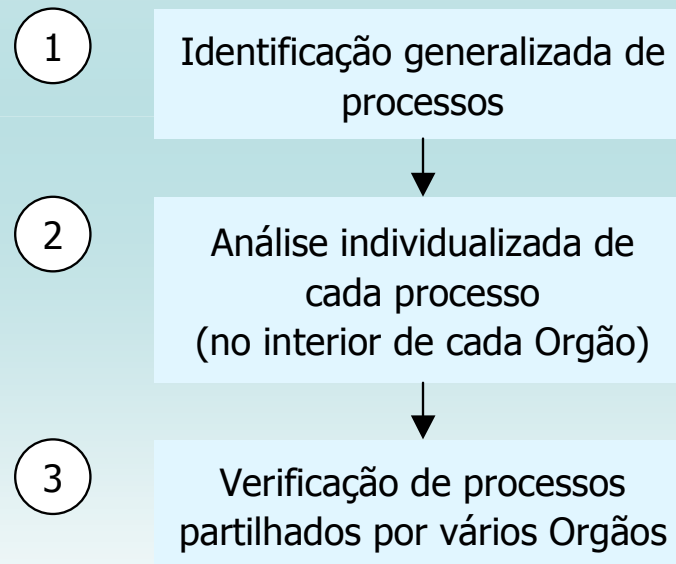 1
Identificação generalizada de
processos
2
Análise individualizada de
cada processo
(no interior de cada Orgão)
3
Verificação de processos
partilhados por vários Orgãos